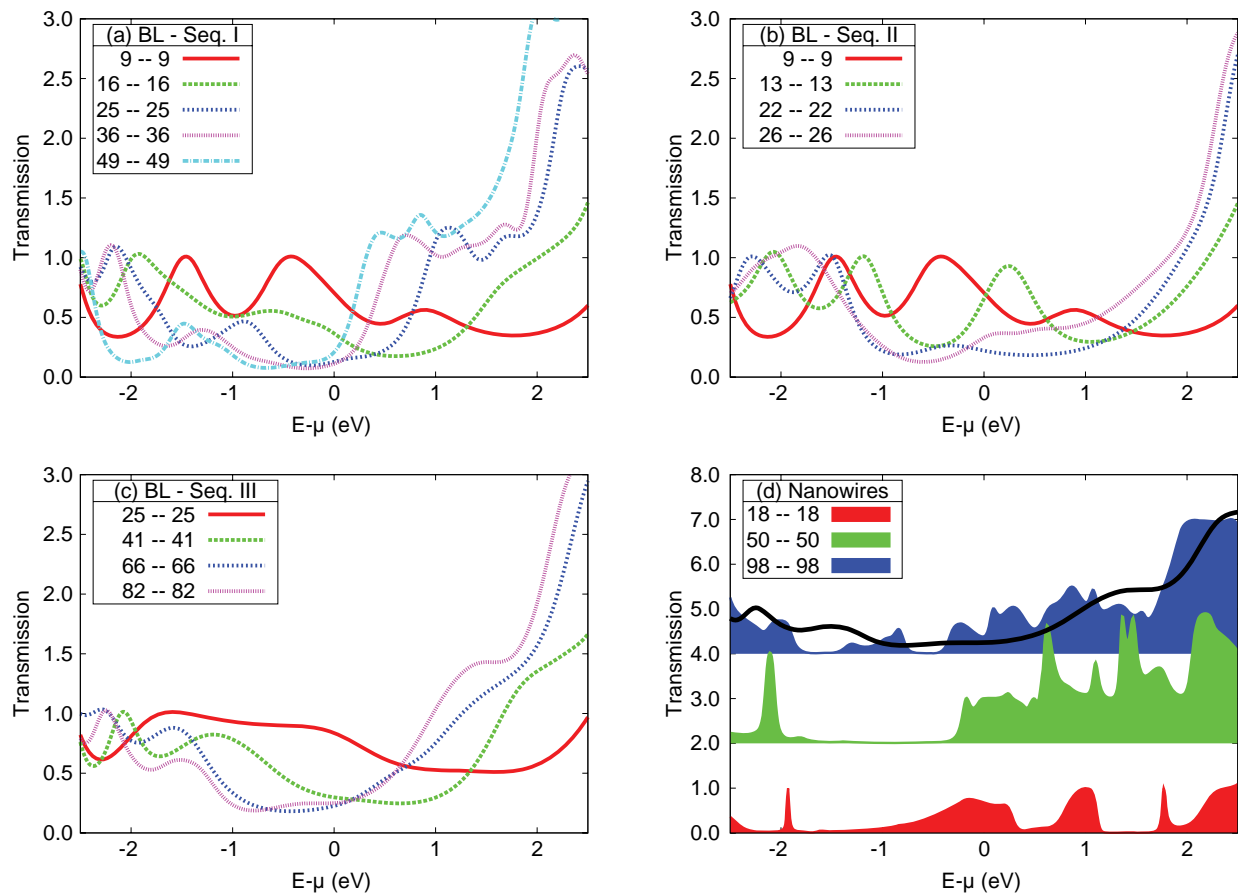 (a) BL - Seq. I
9 -- 9
16 -- 16
25 -- 25
36 -- 36
49 -- 49
3.0
2.5
2.0
1.5
1.0
0.5
0.0
Transmission
-2 -1 0 1 2
E-μ (eV)
(b) BL - Seq. II
9 -- 9
13 -- 13
22 -- 22
26 -- 26
3.0
2.5
2.0
1.5
1.0
0.5
0.0
Transmission
-2 -1 0 1 2
E-μ (eV)
(c) BL - Seq. III
25 -- 25
41 -- 41
66 -- 66
82 -- 82
3.0
2.5
2.0
1.5
1.0
0.5
0.0
Transmission
-2 -1 0 1 2
E-μ (eV)
(d) Nanowires
18 -- 18
50 -- 50
98 -- 98
8.0
7.0
6.0
5.0
4.0
3.0
2.0
1.0
0.0
Transmission
-2 -1 0 1 2
E-μ (eV)